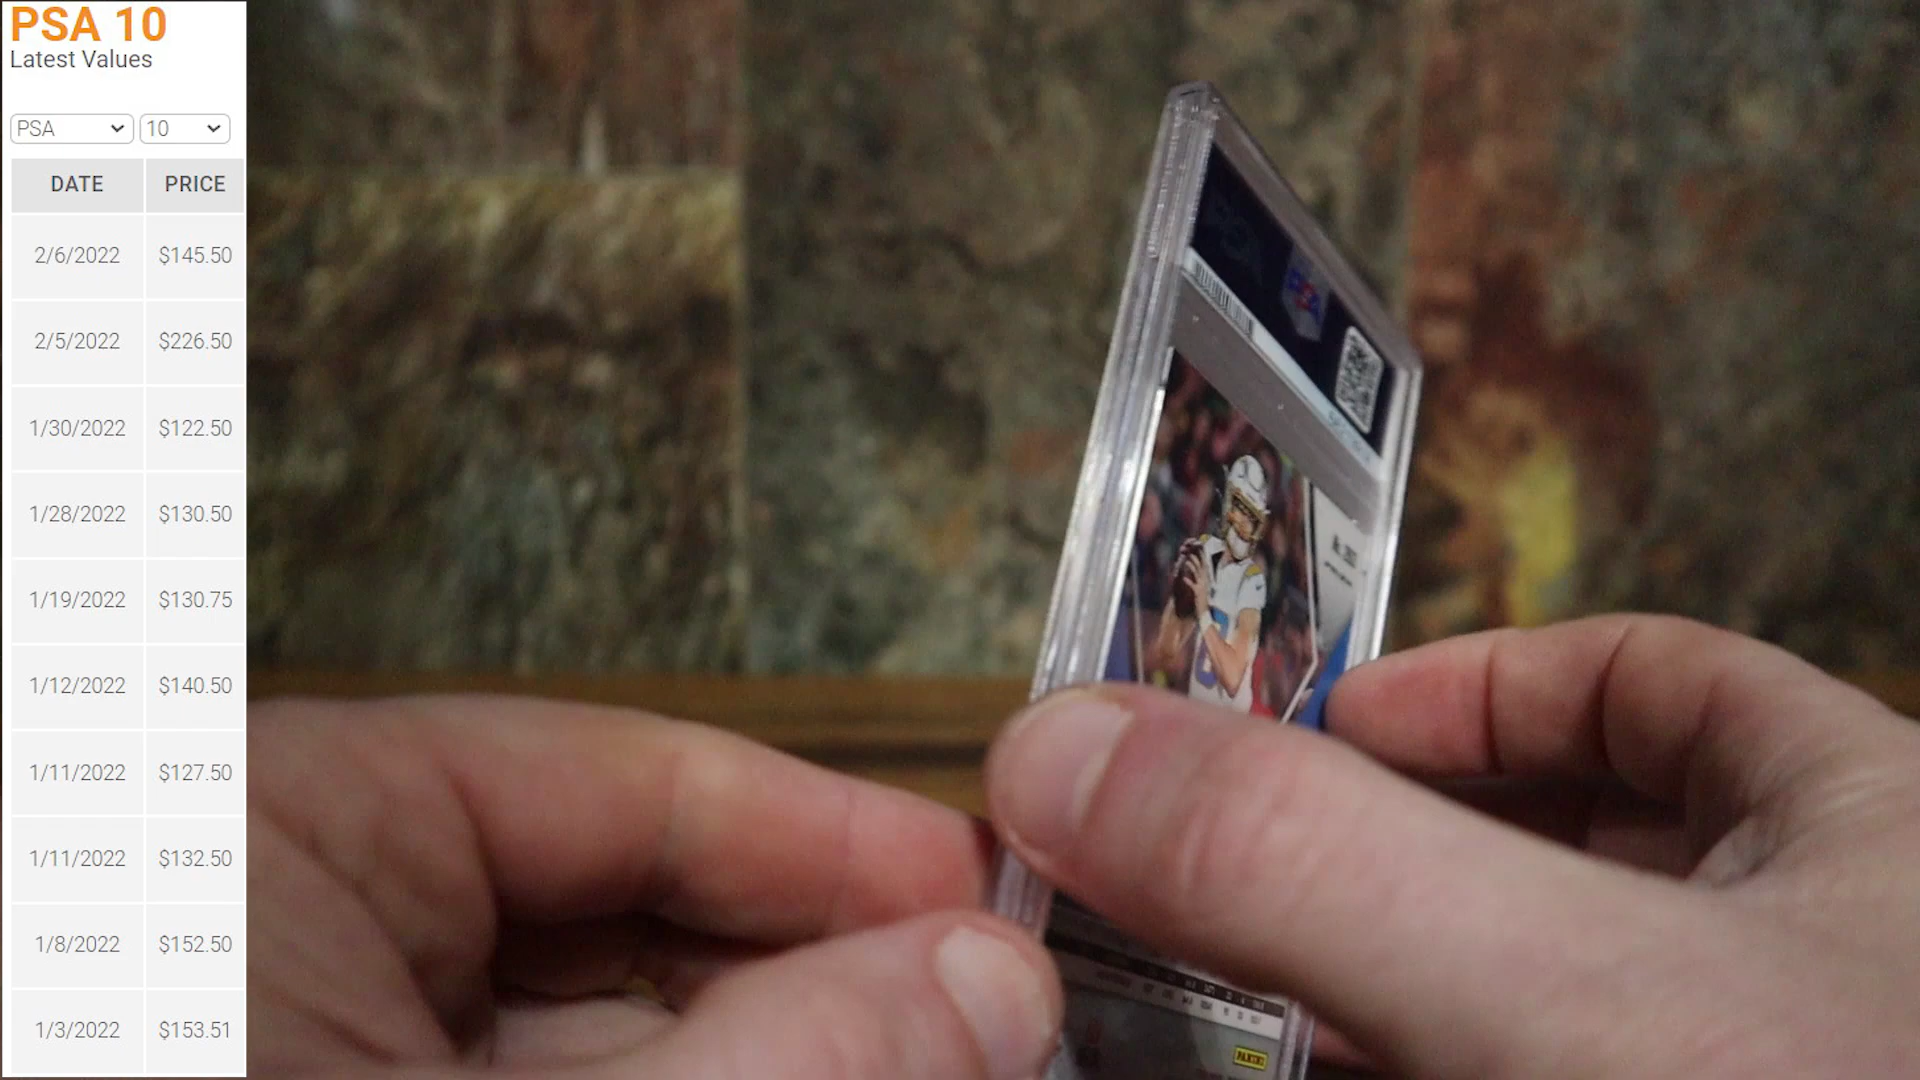 PSA 10
Latest Values
PSA 10
DATE PRICE
2/6/2022 $145.50
2/5/2022 $226.50
1/30/2022 $122.50
1/28/2022 $130.50
1/19/2022 $130.75
1/12/2022 $140.50
1/11/2022 $127.50
1/11/2022 $132.50
1/8/2022 $152.50
1/3/2022 $153.51
PANINI